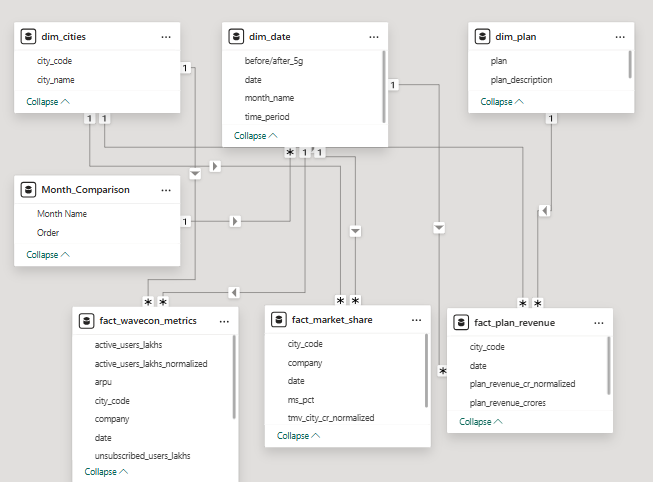 dim_cities
...
city_code
city_name
Collapse
dim_date
...
before/after_5g
date
month_name
time_period
Collapse
dim_plan
...
plan
plan_description
Collapse
1
1
1
1
1
*
1
1
Month_Comparison
...
Month Name
Order
Collapse
1
*
*
*
*
*
*
*
fact_wavecon_metrics
...
active_users_lakhs
active_users_lakhs_normalized
arpu
city_code
company
date
unsubscribed_users_lakhs
Collapse
fact_market_share
...
city_code
company
date
ms_pct
tmv_city_cr_normalized
Collapse
fact_plan_revenue
...
city_code
date
plan_revenue_cr_normalized
plan_revenue_crores
Collapse